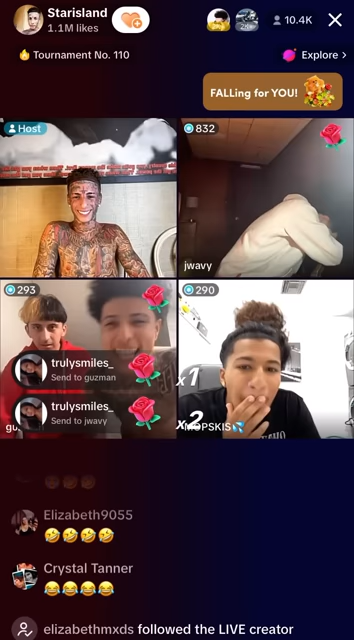 Starisland
1.1M likes
10.4K
Tournament No. 110
Explore >
FALLing for YOU!
Host
832
jwavy
293
290
trulysmiles_
Send to guzman
x1
trulysmiles_
Send to jwavy
x2
MOPSKIS
Elizabeth9055
🤣🤣🤣🤣
Crystal Tanner
😂😂😂😂
elizabethmxds followed the LIVE creator